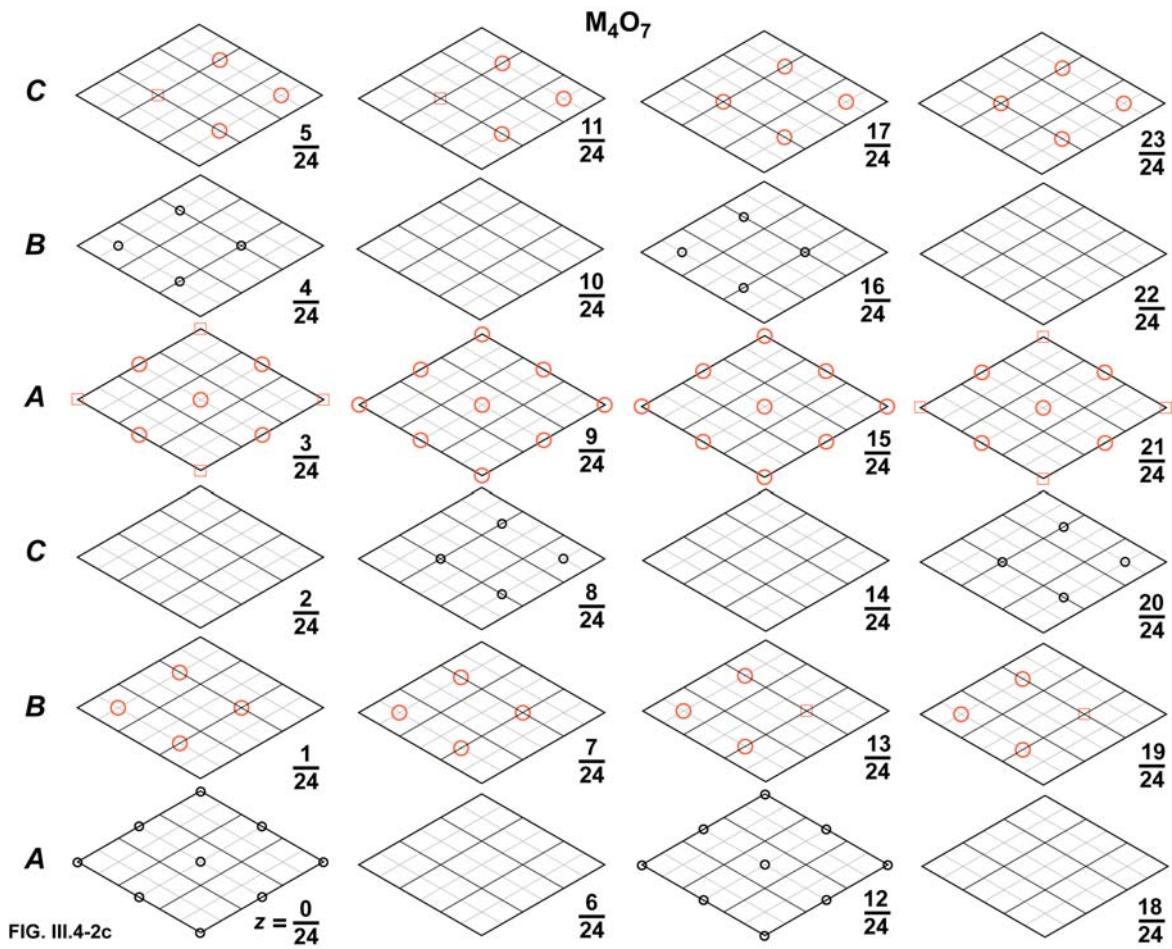 M₄O₇
C 5/24 11/24 17/24 23/24
B 4/24 10/24 16/24 22/24
A 3/24 9/24 15/24 21/24
C 2/24 8/24 14/24 20/24
B 1/24 7/24 13/24 19/24
A z = 0/24 6/24 12/24 18/24
FIG. III.4-2c